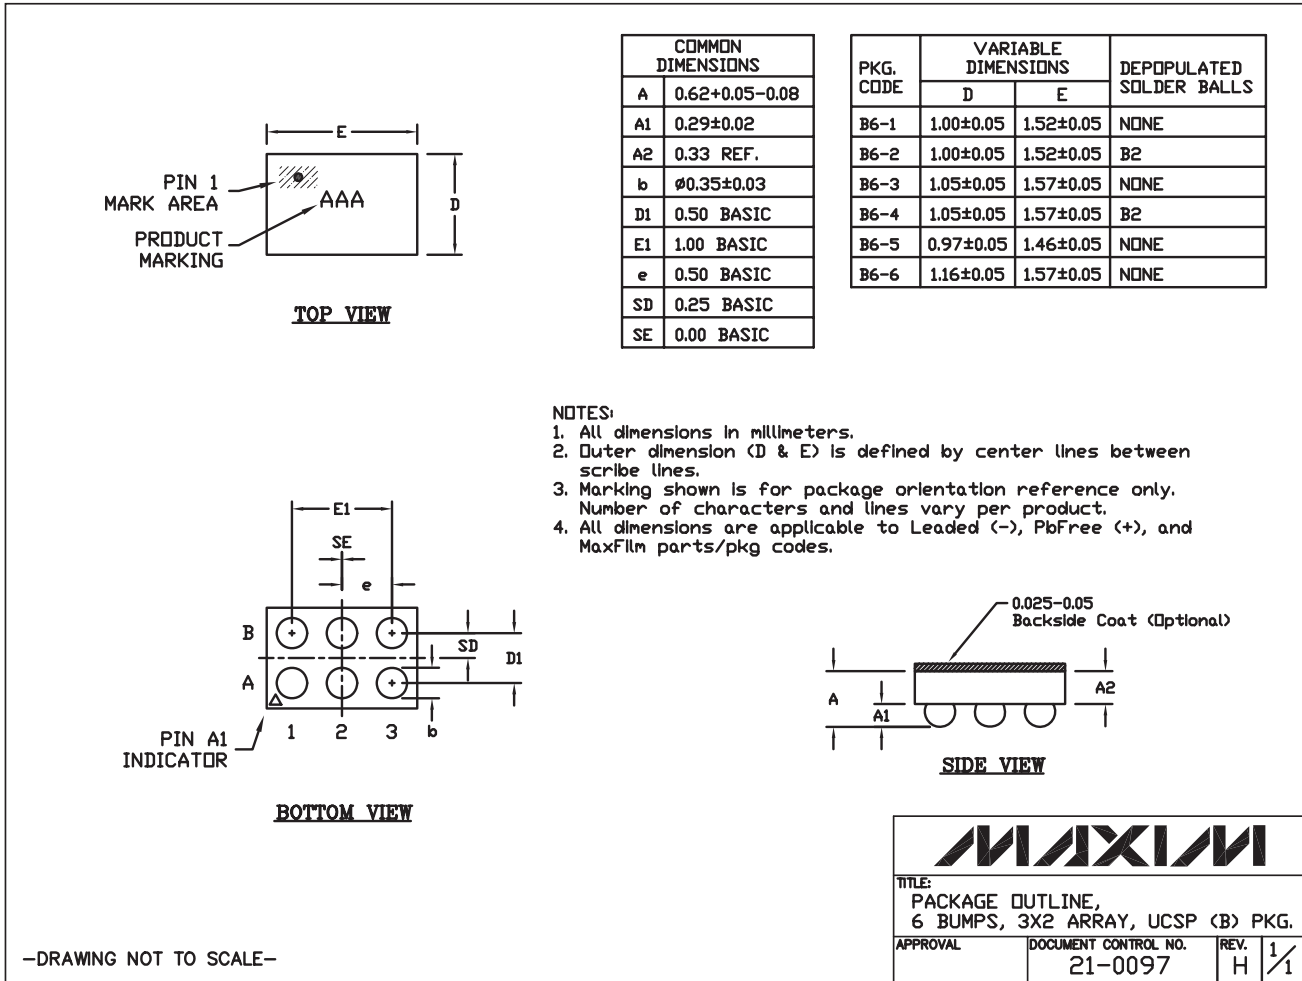 E
PIN 1
MARK AREA
AAA
D
PRODUCT
MARKING
TOP VIEW
COMMON
DIMENSIONS
A 0.62+0.05-0.08
A1 0.29±0.02
A2 0.33 REF.
b ø0.35±0.03
D1 0.50 BASIC
E1 1.00 BASIC
e 0.50 BASIC
SD 0.25 BASIC
SE 0.00 BASIC
PKG. CODE
VARIABLE
DIMENSIONS
D E
DEPOPULATED
SOLDER BALLS
B6-1 1.00±0.05 1.52±0.05 NONE
B6-2 1.00±0.05 1.52±0.05 B2
B6-3 1.05±0.05 1.57±0.05 NONE
B6-4 1.05±0.05 1.57±0.05 B2
B6-5 0.97±0.05 1.46±0.05 NONE
B6-6 1.16±0.05 1.57±0.05 NONE
NOTES:
1. All dimensions in millimeters.
2. Outer dimension (D & E) is defined by center lines between
scribe lines.
3. Marking shown is for package orientation reference only.
Number of characters and lines vary per product.
4. All dimensions are applicable to Leaded (-), PbFree (+), and
MaxFilm parts/pkg codes.
E1
SE
e
B
SD
D1
A
1 2 3 b
PIN A1
INDICATOR
BOTTOM VIEW
0.025-0.05
Backside Coat (Optional)
A
A1
A2
SIDE VIEW
MAXIM
TITLE:
PACKAGE OUTLINE,
6 BUMPS, 3X2 ARRAY, UCSP (B) PKG.
APPROVAL
DOCUMENT CONTROL NO.
21-0097
REV.
H
1/1
-DRAWING NOT TO SCALE-